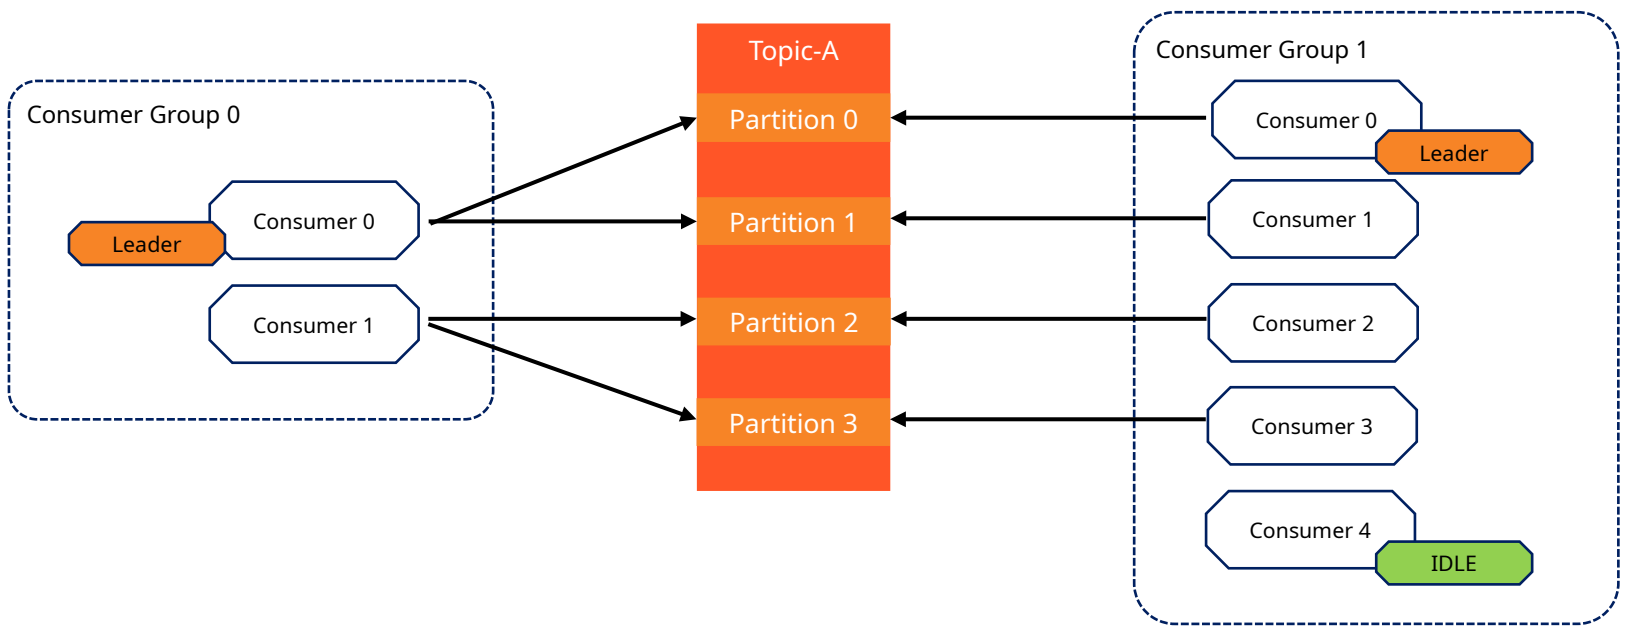 Consumer Group 0
Consumer 0
Leader
Consumer 1
Topic-A
Partition 0
Partition 1
Partition 2
Partition 3
Consumer Group 1
Consumer 0
Leader
Consumer 1
Consumer 2
Consumer 3
Consumer 4
IDLE